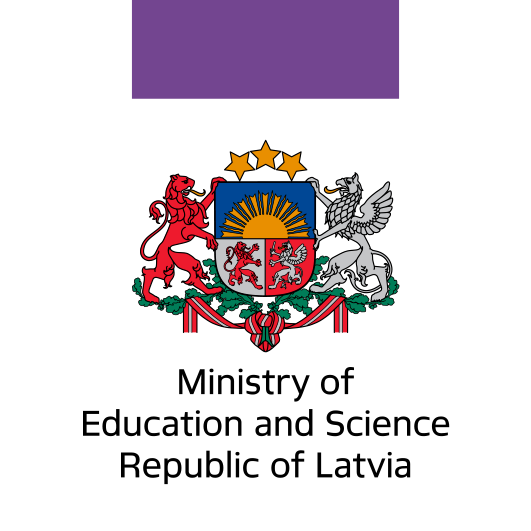 Ministry of
Education and Science
Republic of Latvia